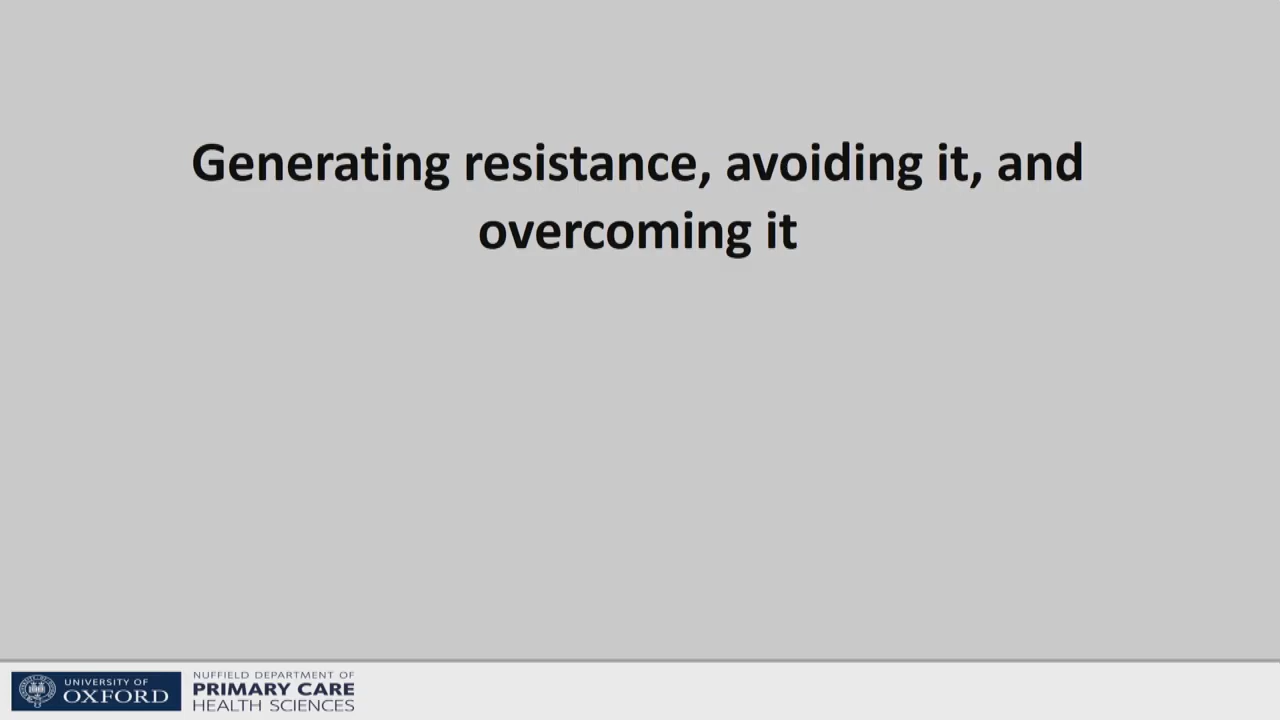 Generating resistance, avoiding it, and
overcoming it
UNIVERSITY OF
OXFORD
NUFFIELD DEPARTMENT OF
PRIMARY CARE
HEALTH SCIENCES